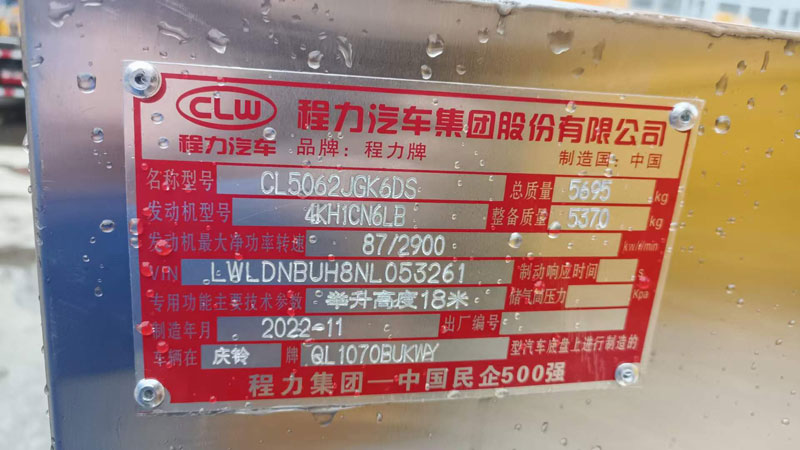 CLW 程力汽车集团股份有限公司
程力汽车 品牌：程力牌 制造国：中国
名称型号 CL5062JGK6DS 总质量 5695 kg
发动机型号 4KH1CN6LB 整备质量 5370 kg
发动机最大净功率转速 87/2900 kw/r/min
VIN LWLDNBUH8NL053261 制动响应时间 s
专用功能主要技术参数 举升高度18米 储气筒压力 Kpa
制造年月 2022-11 出厂编号
车辆在 庆铃 牌 QL1070BUKWY 型汽车底盘上进行制造的
程力集团—中国民企500强